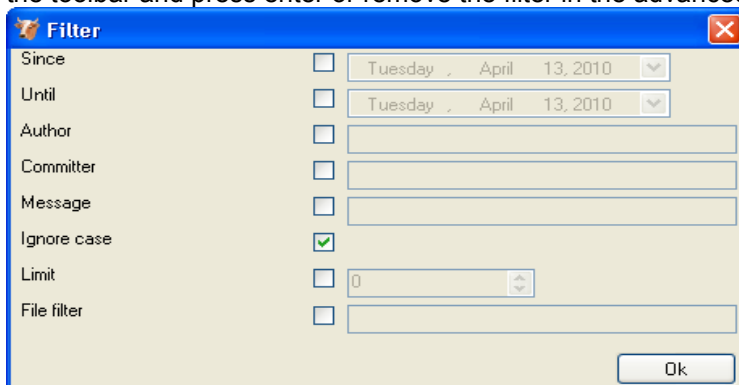 the toolbar and press enter or remove the filter in the advanced
Filter
Since Tuesday , April 13, 2010
Until Tuesday , April 13, 2010
Author
Committer
Message
Ignore case
Limit 0
File filter
Ok